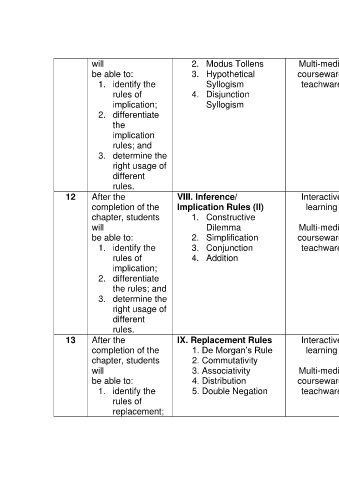 will
be able to:
1. identify the
rules of
implication;
2. differentiate
the
implication
rules; and
3. determine the
right usage of
different
rules.
2. Modus Tollens
3. Hypothetical
Syllogism
4. Disjunction
Syllogism
Multi-medi
courseware
teachware
12
After the
completion of the
chapter, students
will
be able to:
1. identify the
rules of
implication;
2. differentiate
the rules; and
3. determine the
right usage of
different
rules.
VIII. Inference/
Implication Rules (II)
1. Constructive
Dilemma
2. Simplification
3. Conjunction
4. Addition
Interactive
learning
Multi-medi
courseware
teachware
13
After the
completion of the
chapter, students
will
be able to:
1. identify the
rules of
replacement;
IX. Replacement Rules
1. De Morgan's Rule
2. Commutativity
3. Associativity
4. Distribution
5. Double Negation
Interactive
learning
Multi-medi
courseware
teachware